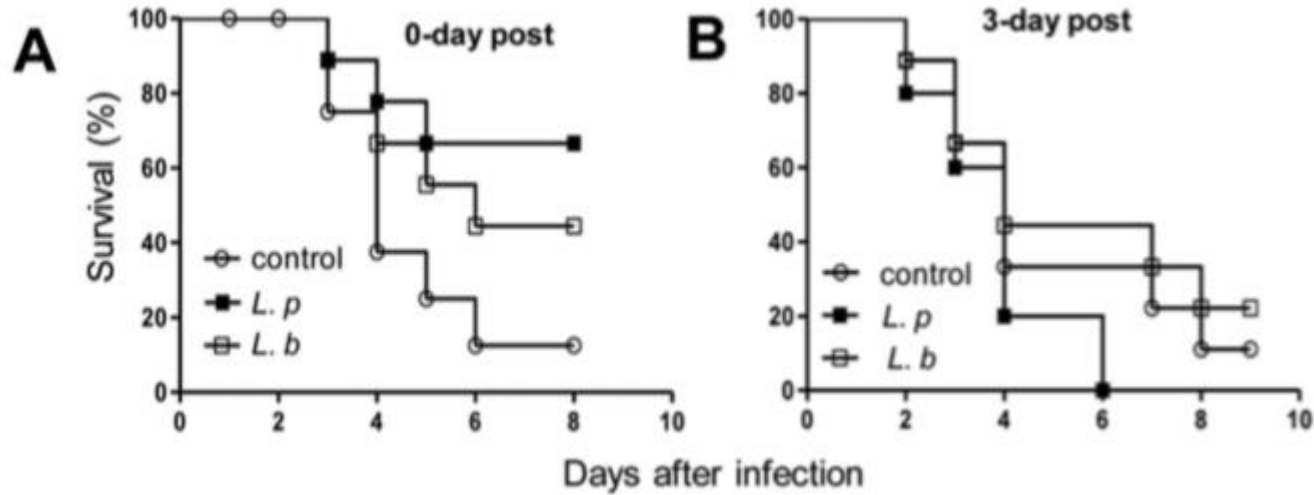 A
0-day post
Survival (%)
100
80
60
40
20
0
0 2 4 6 8 10
control
L. p
L. b
B
3-day post
100
80
60
40
20
0
0 2 4 6 8 10
control
L. p
L. b
Days after infection